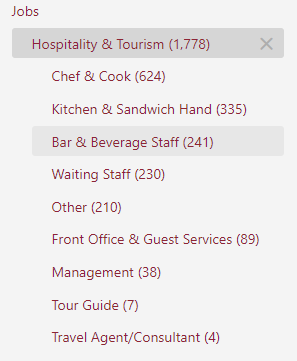 Jobs
Hospitality & Tourism (1,778)
Chef & Cook (624)
Kitchen & Sandwich Hand (335)
Bar & Beverage Staff (241)
Waiting Staff (230)
Other (210)
Front Office & Guest Services (89)
Management (38)
Tour Guide (7)
Travel Agent/Consultant (4)